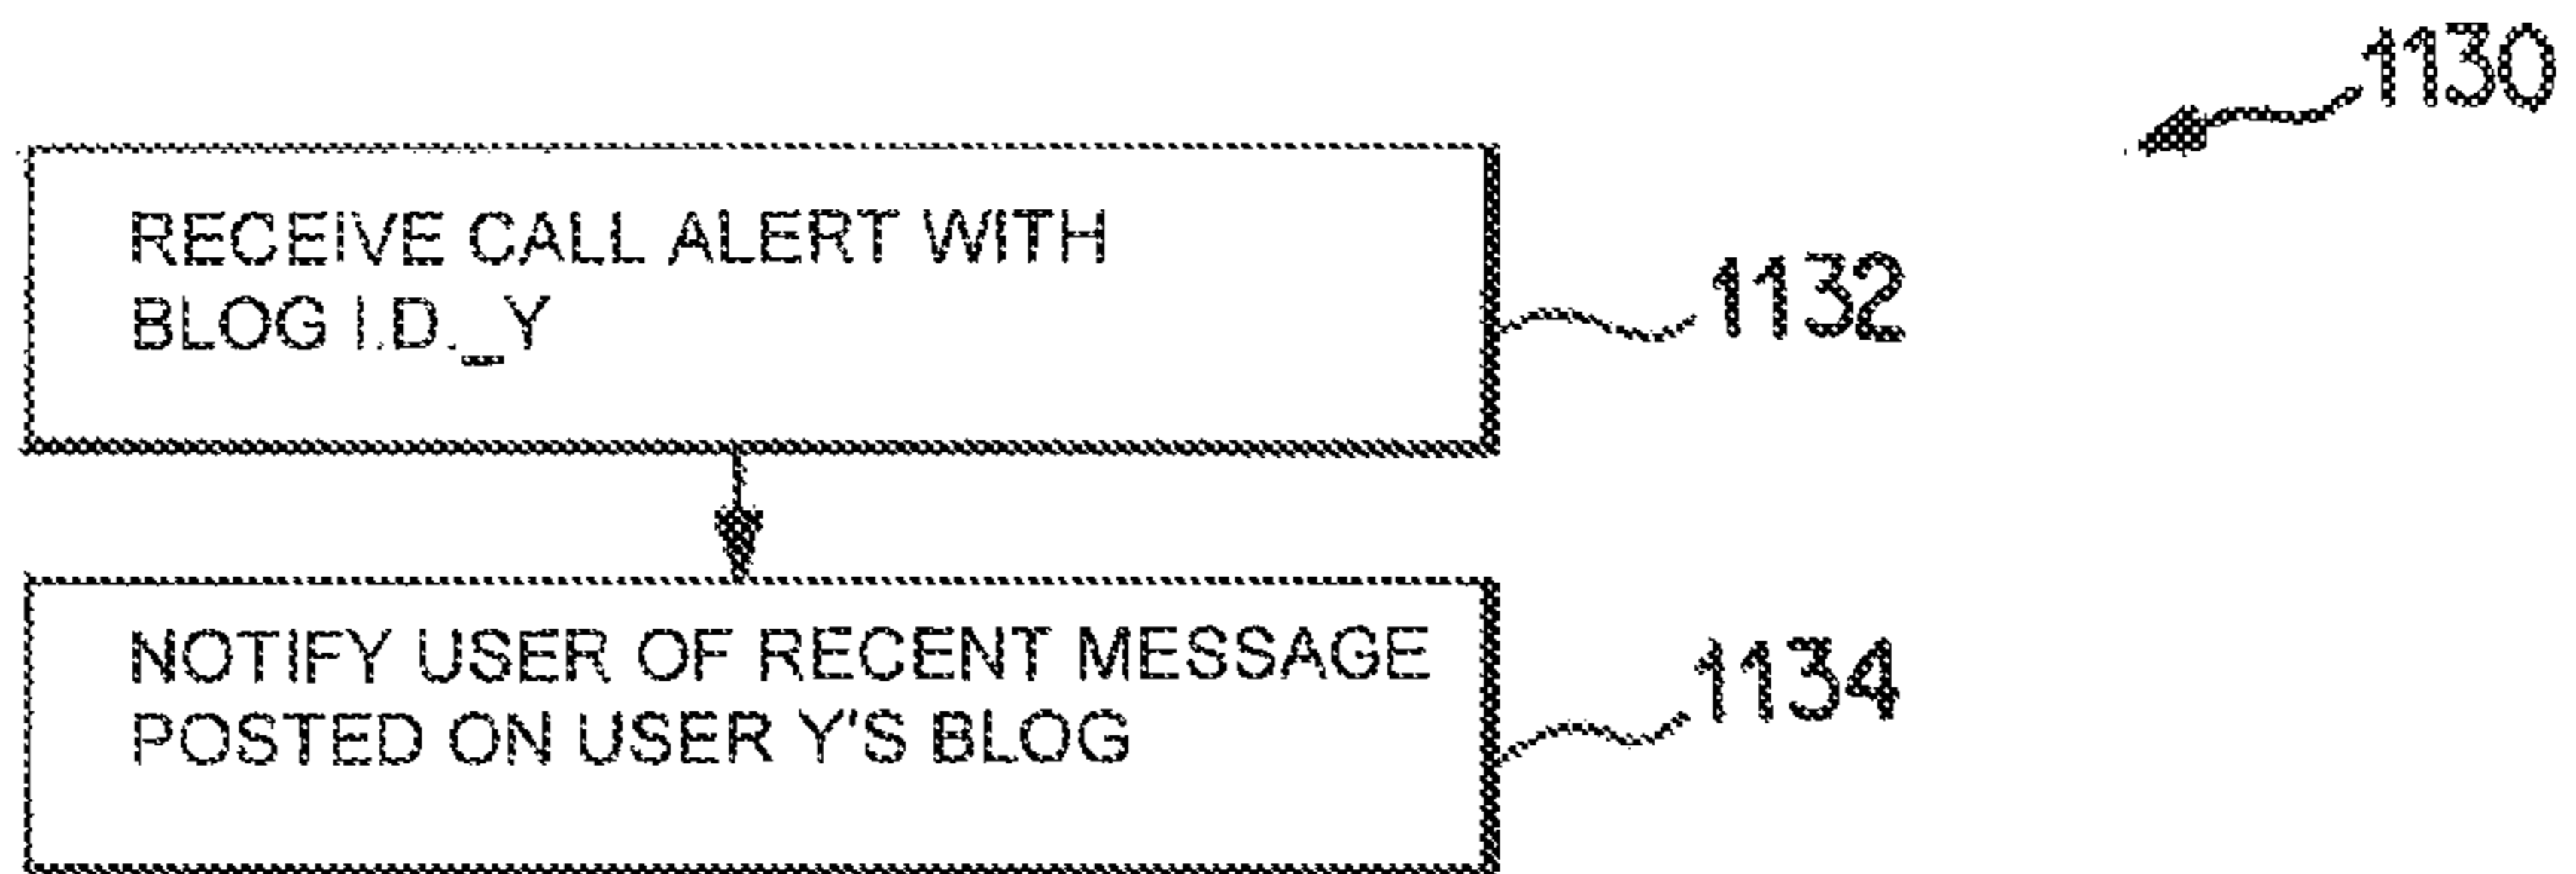 1130
RECEIVE CALL ALERT WITH
BLOG I.D._Y
1132
NOTIFY USER OF RECENT MESSAGE
POSTED ON USER Y'S BLOG
1134